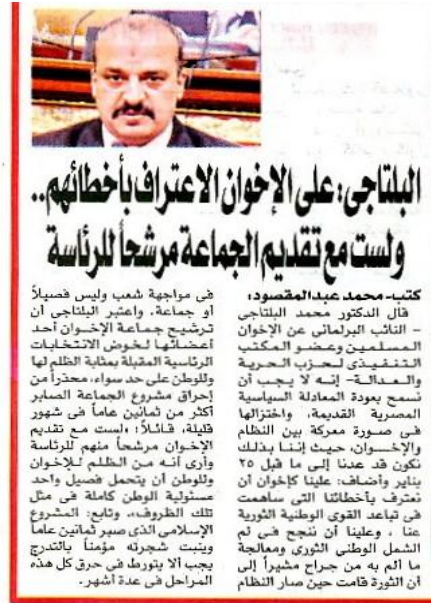 البلتاجى: على الإخوان الاعتراف بأخطائهم..
ولست مع تقديم الجماعة مرشحاً للرئاسة
كتب- محمد عبدالمقصود:
قال الدكتور محمد البلتاجى
- النائب البرلمانى عن الإخوان
المسلمين وعضو المكتب
التنفيذى لحزب الحرية
والعدالة- إنه لا يجب أن
نسمح بعودة المعادلة السياسية
المصرية القديمة، واختزالها
فى صورة معركة بين النظام
والإخوان، حيث إننا بذلك
نكون قد عدنا إلى ما قبل ٢٥
يناير وأضاف: علينا كإخوان أن
نعترف بأخطائنا التى ساهمت
فى تباعد القوى الوطنية الثورية
عنا ، وعلينا أن ننجح فى لم
الشمل الوطنى الثورى ومعالجة
ما ألم به من جراح مشيراً إلى
أن الثورة قامت حين صار النظام
فى مواجهة شعب وليس فصيلاً
أو جماعة. واعتبر البلتاجى أن
ترشيح جماعة الإخوان أحد
أعضائها لخوض الانتخابات
الرئاسية المقبلة بمثابة الظلم لها
وللوطن على حد سواء، محذراً من
إحراق مشروع الجماعة الصابر
أكثر من ثمانين عاماً فى شهور
قليلة، قائلاً: «لست مع تقديم
الإخوان مرشحاً منهم للرئاسة
وأرى أنه من الظلم للإخوان
وللوطن أن يتحمل فصيل واحد
مسئولية الوطن كاملة فى مثل
تلك الظروف»، وتابع: المشروع
الإسلامى الذى صبر ثمانين عاماً
وينبت شجرته مؤمناً بالتدرج
يجب ألا يتورط فى حرق كل هذه
المراحل فى عدة أشهر.